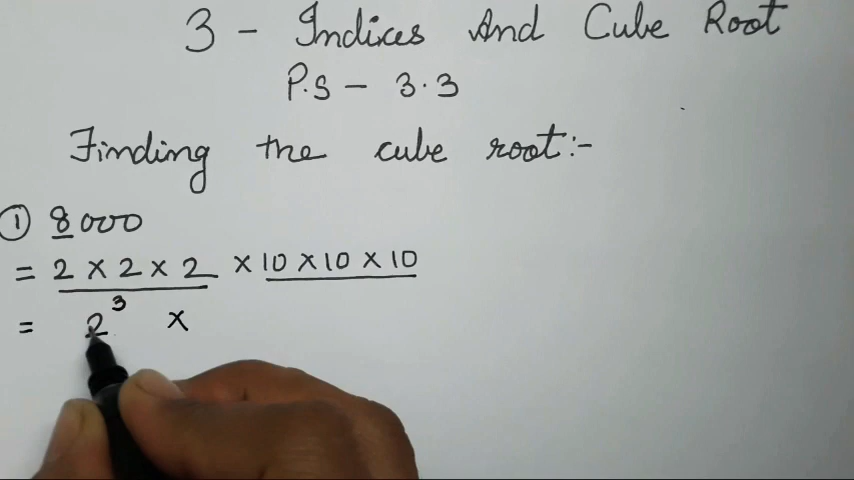 3 - Indices And Cube Root
P.S - 3.3
Finding the cube root:-
① 8000
= 2 × 2 × 2 × 10 × 10 × 10
= 2³ ×